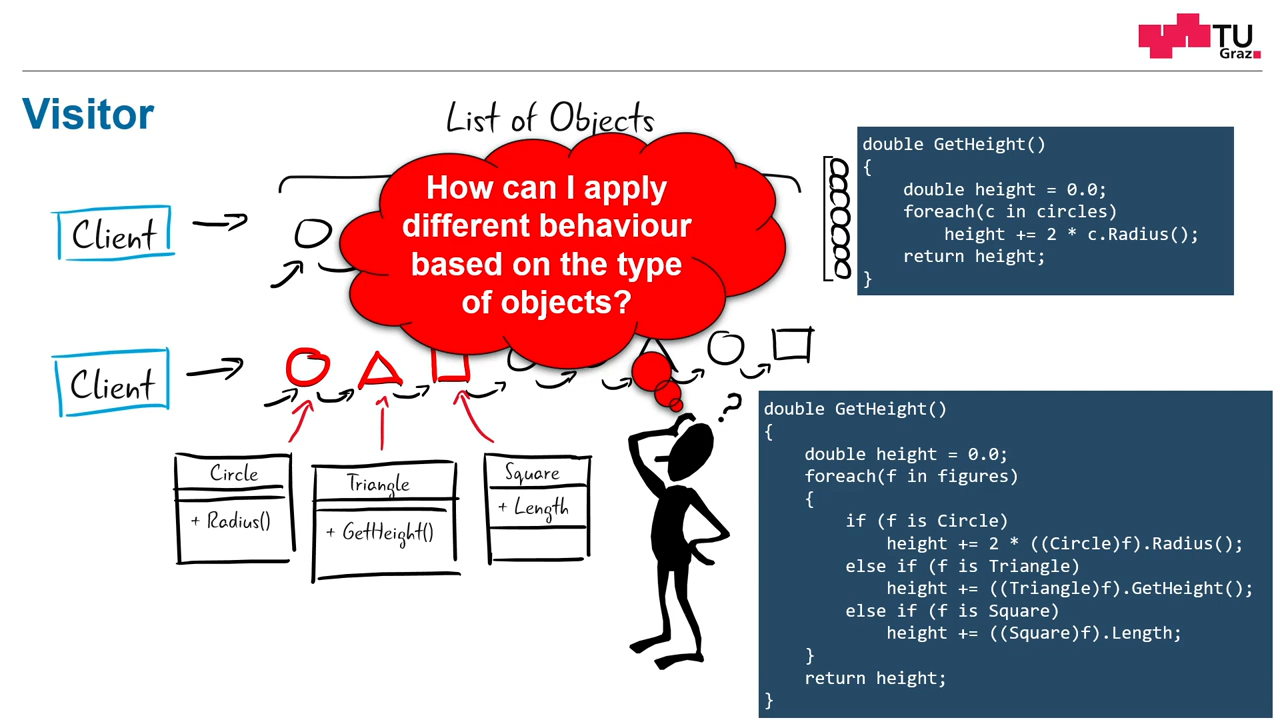 TU
Graz
Visitor
List of Objects
Client
How can I apply
different behaviour
based on the type
of objects?
double GetHeight()
{
    double height = 0.0;
    foreach(c in circles)
        height += 2 * c.Radius();
    return height;
}
Client
Circle
+ Radius()
Triangle
+ GetHeight()
Square
+ Length
?
double GetHeight()
{
    double height = 0.0;
    foreach(f in figures)
    {
        if (f is Circle)
            height += 2 * ((Circle)f).Radius();
        else if (f is Triangle)
            height += ((Triangle)f).GetHeight();
        else if (f is Square)
            height += ((Square)f).Length;
    }
    return height;
}